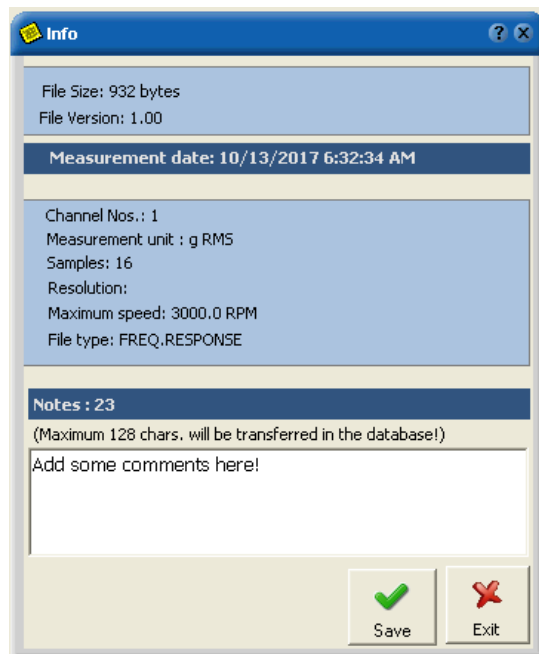 Info
File Size: 932 bytes
File Version: 1.00
Measurement date: 10/13/2017 6:32:34 AM
Channel Nos.: 1
Measurement unit : g RMS
Samples: 16
Resolution:
Maximum speed: 3000.0 RPM
File type: FREQ.RESPONSE
Notes : 23
(Maximum 128 chars. will be transferred in the database!)
Add some comments here!
Save Exit